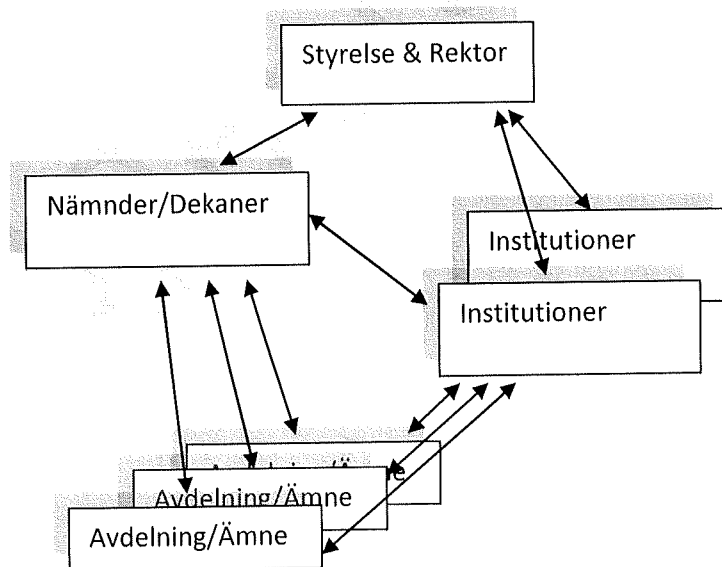 Styrelse & Rektor
Nämnder/Dekaner
Institutioner
Institutioner
Avdelning/Ämne
Avdelning/Ämne